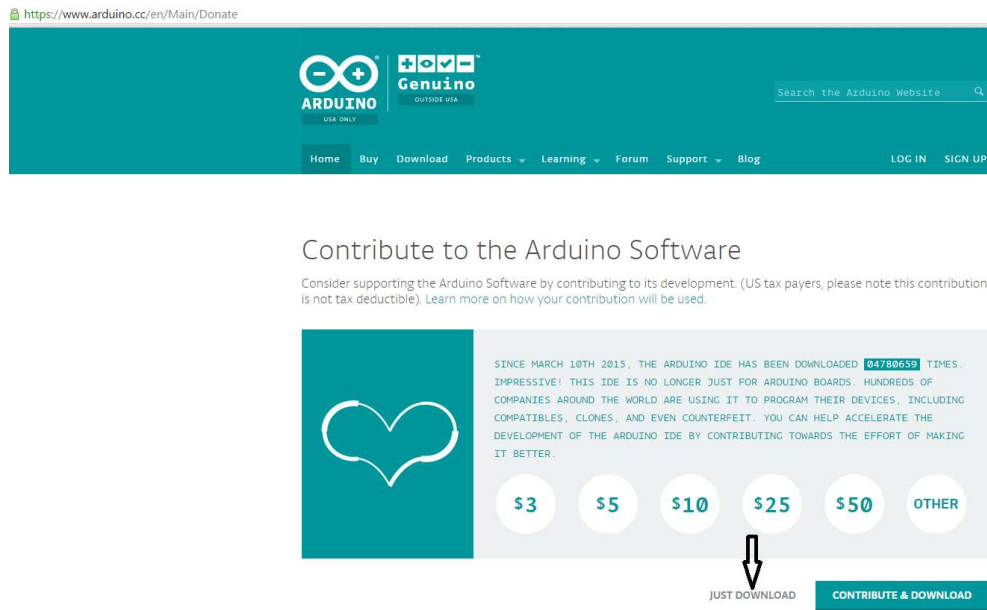 https://www.arduino.cc/en/Main/Donate
ARDUINO
USA ONLY
Genuino
OUTSIDE USA
Search the Arduino Website
Home Buy Download Products Learning Forum Support Blog LOG IN SIGN UP
Contribute to the Arduino Software
Consider supporting the Arduino Software by contributing to its development. (US tax payers, please note this contribution
is not tax deductible). Learn more on how your contribution will be used.
SINCE MARCH 10TH 2015, THE ARDUINO IDE HAS BEEN DOWNLOADED 04780659 TIMES.
IMPRESSIVE! THIS IDE IS NO LONGER JUST FOR ARDUINO BOARDS. HUNDREDS OF
COMPANIES AROUND THE WORLD ARE USING IT TO PROGRAM THEIR DEVICES, INCLUDING
COMPATIBLES, CLONES, AND EVEN COUNTERFEIT. YOU CAN HELP ACCELERATE THE
DEVELOPMENT OF THE ARDUINO IDE BY CONTRIBUTING TOWARDS THE EFFORT OF MAKING
IT BETTER.
$3 $5 $10 $25 $50 OTHER
JUST DOWNLOAD CONTRIBUTE & DOWNLOAD